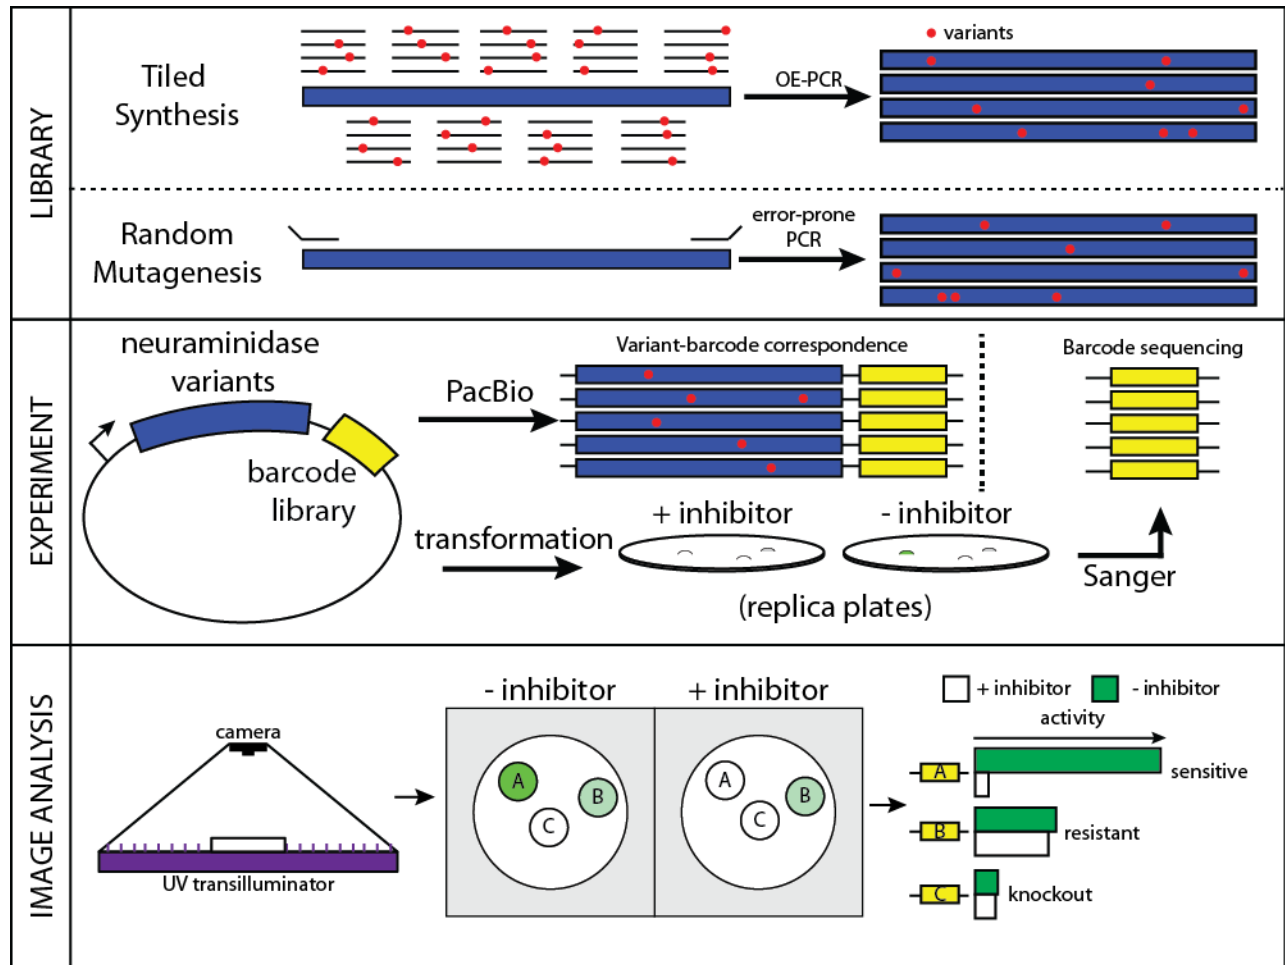 LIBRARY
Tiled
Synthesis
OE-PCR
variants
Random
Mutagenesis
error-prone
PCR
EXPERIMENT
neuraminidase
variants
barcode
library
PacBio
Variant-barcode correspondence
Barcode sequencing
transformation
+ inhibitor
- inhibitor
(replica plates)
Sanger
IMAGE ANALYSIS
camera
UV transilluminator
- inhibitor
+ inhibitor
A
B
C
A
B
C
+ inhibitor
- inhibitor
activity
A
sensitive
B
resistant
C
knockout